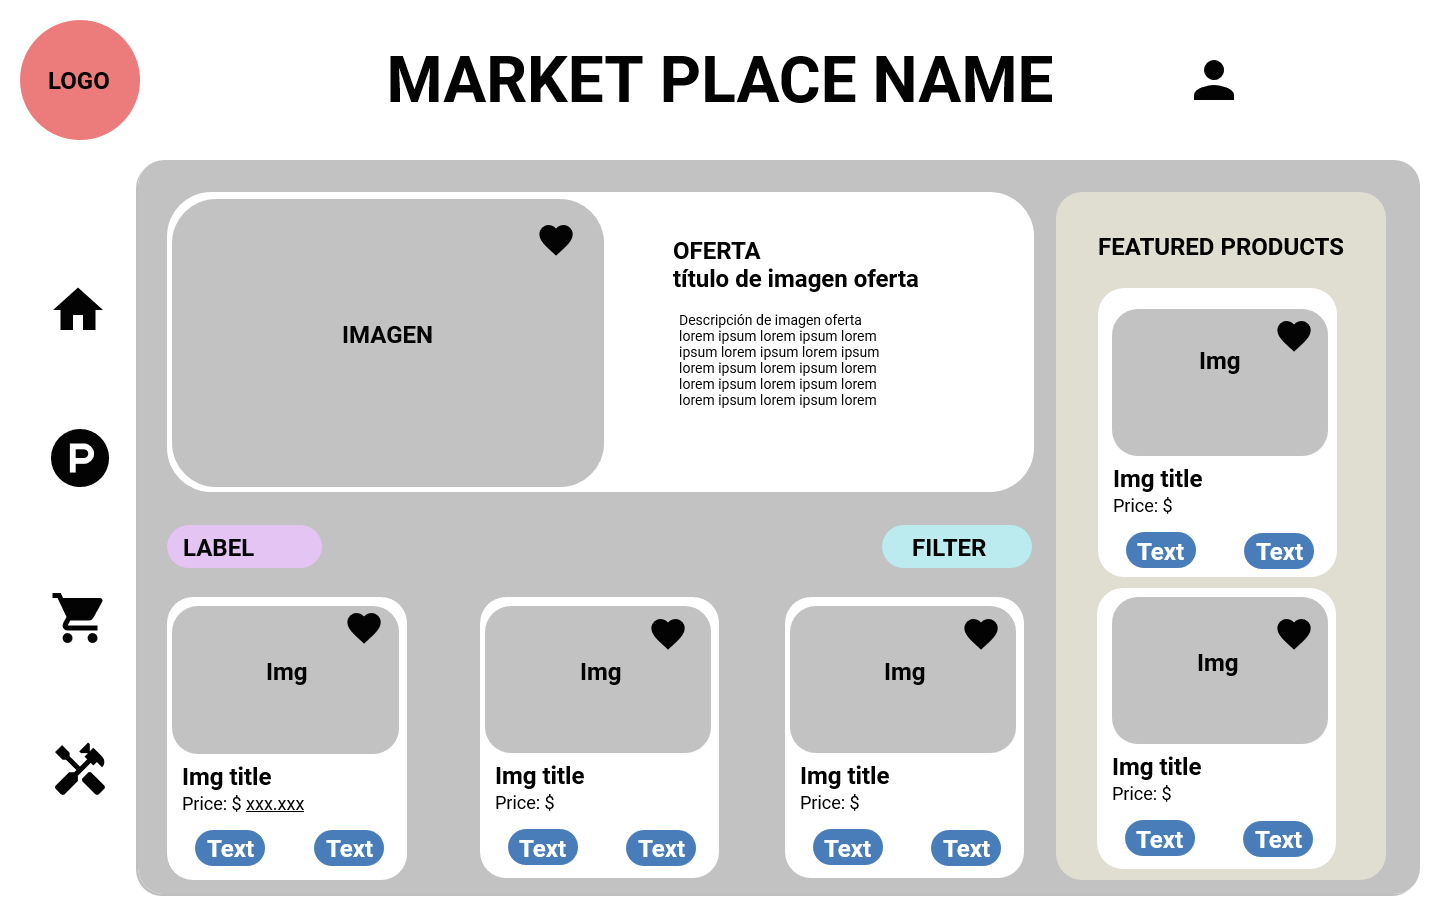 LOGO
MARKET PLACE NAME
IMAGEN
OFERTA
título de imagen oferta
Descripción de imagen oferta
lorem ipsum lorem ipsum lorem
ipsum lorem ipsum lorem ipsum
lorem ipsum lorem ipsum lorem
lorem ipsum lorem ipsum lorem
lorem ipsum lorem ipsum lorem
FEATURED PRODUCTS
Img
Img title
Price: $
Text Text
Img
Img title
Price: $
Text Text
P
LABEL
FILTER
Img
Img title
Price: $ xxx.xxx
Text Text
Img
Img title
Price: $
Text Text
Img
Img title
Price: $
Text Text